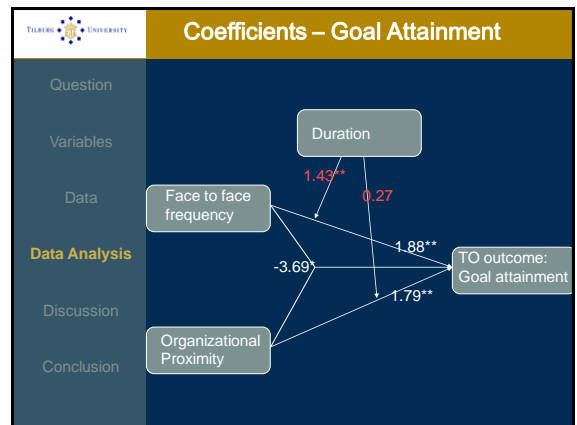 TILBURG UNIVERSITY
Coefficients – Goal Attainment
Question
Variables
Data
Data Analysis
Discussion
Conclusion
Duration
1.43**
0.27
Face to face
frequency
1.88**
-3.69*
TO outcome:
Goal attainment
1.79**
Organizational
Proximity